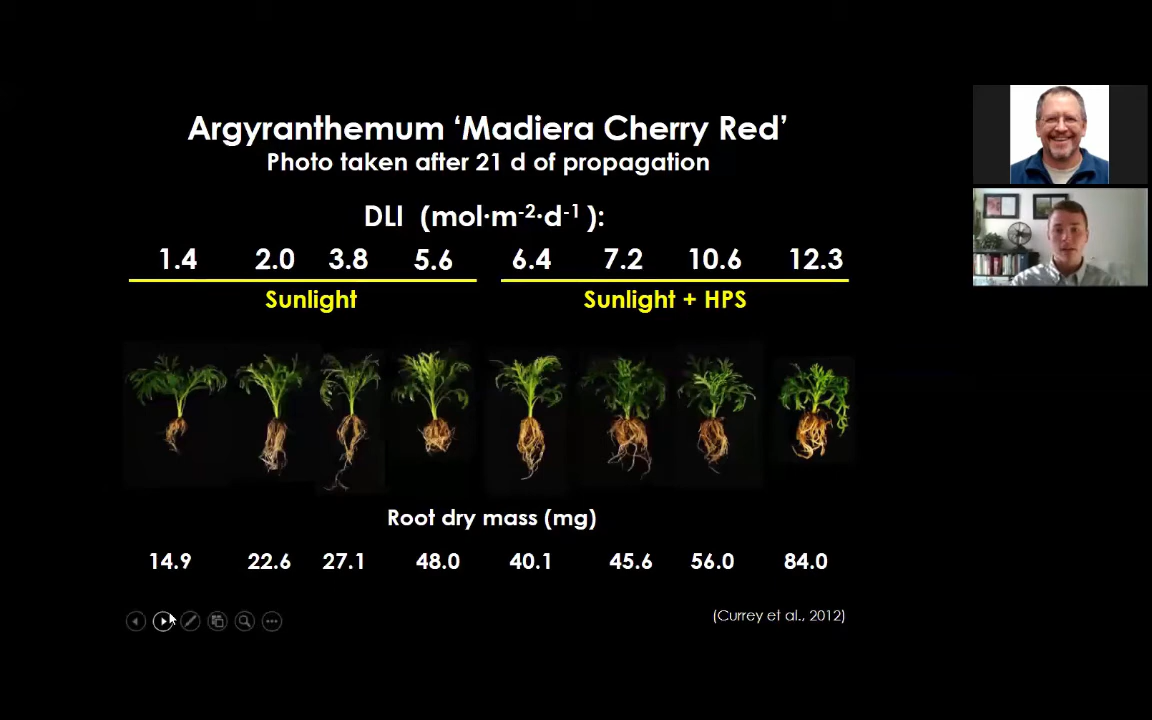 Argyranthemum ‘Madiera Cherry Red’
Photo taken after 21 d of propagation
DLI (mol·m-2·d-1 ):
1.4 2.0 3.8 5.6 6.4 7.2 10.6 12.3
Sunlight Sunlight + HPS
Root dry mass (mg)
14.9 22.6 27.1 48.0 40.1 45.6 56.0 84.0
(Currey et al., 2012)